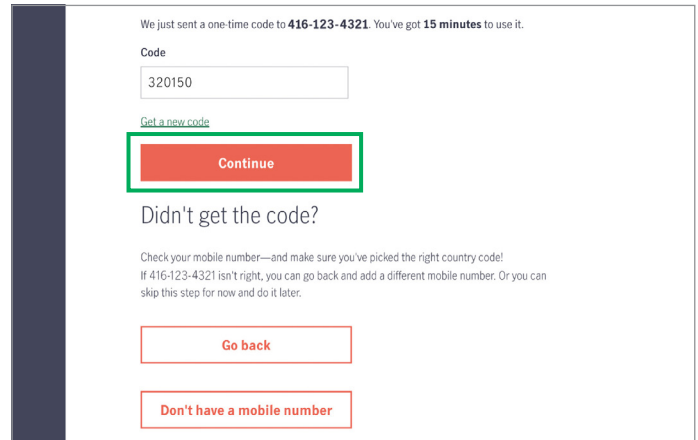 We just sent a one-time code to 416-123-4321. You've got 15 minutes to use it.
Code
320150
Get a new code
Continue
Didn't get the code?
Check your mobile number—and make sure you've picked the right country code!
If 416-123-4321 isn't right, you can go back and add a different mobile number. Or you can
skip this step for now and do it later.
Go back
Don't have a mobile number